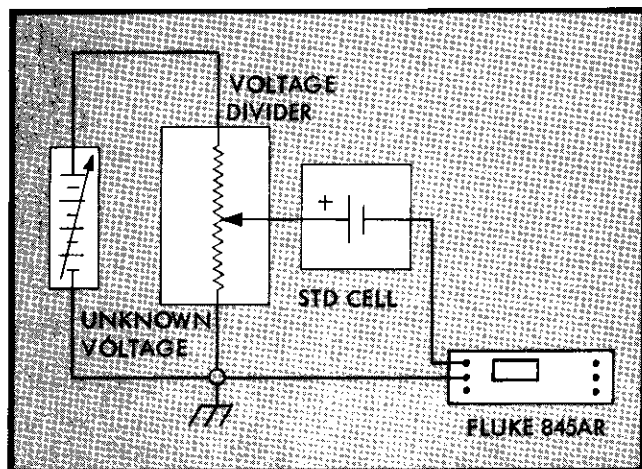 VOLTAGE
DIVIDER
+
STD CELL
UNKNOWN
VOLTAGE
FLUKE 845AR